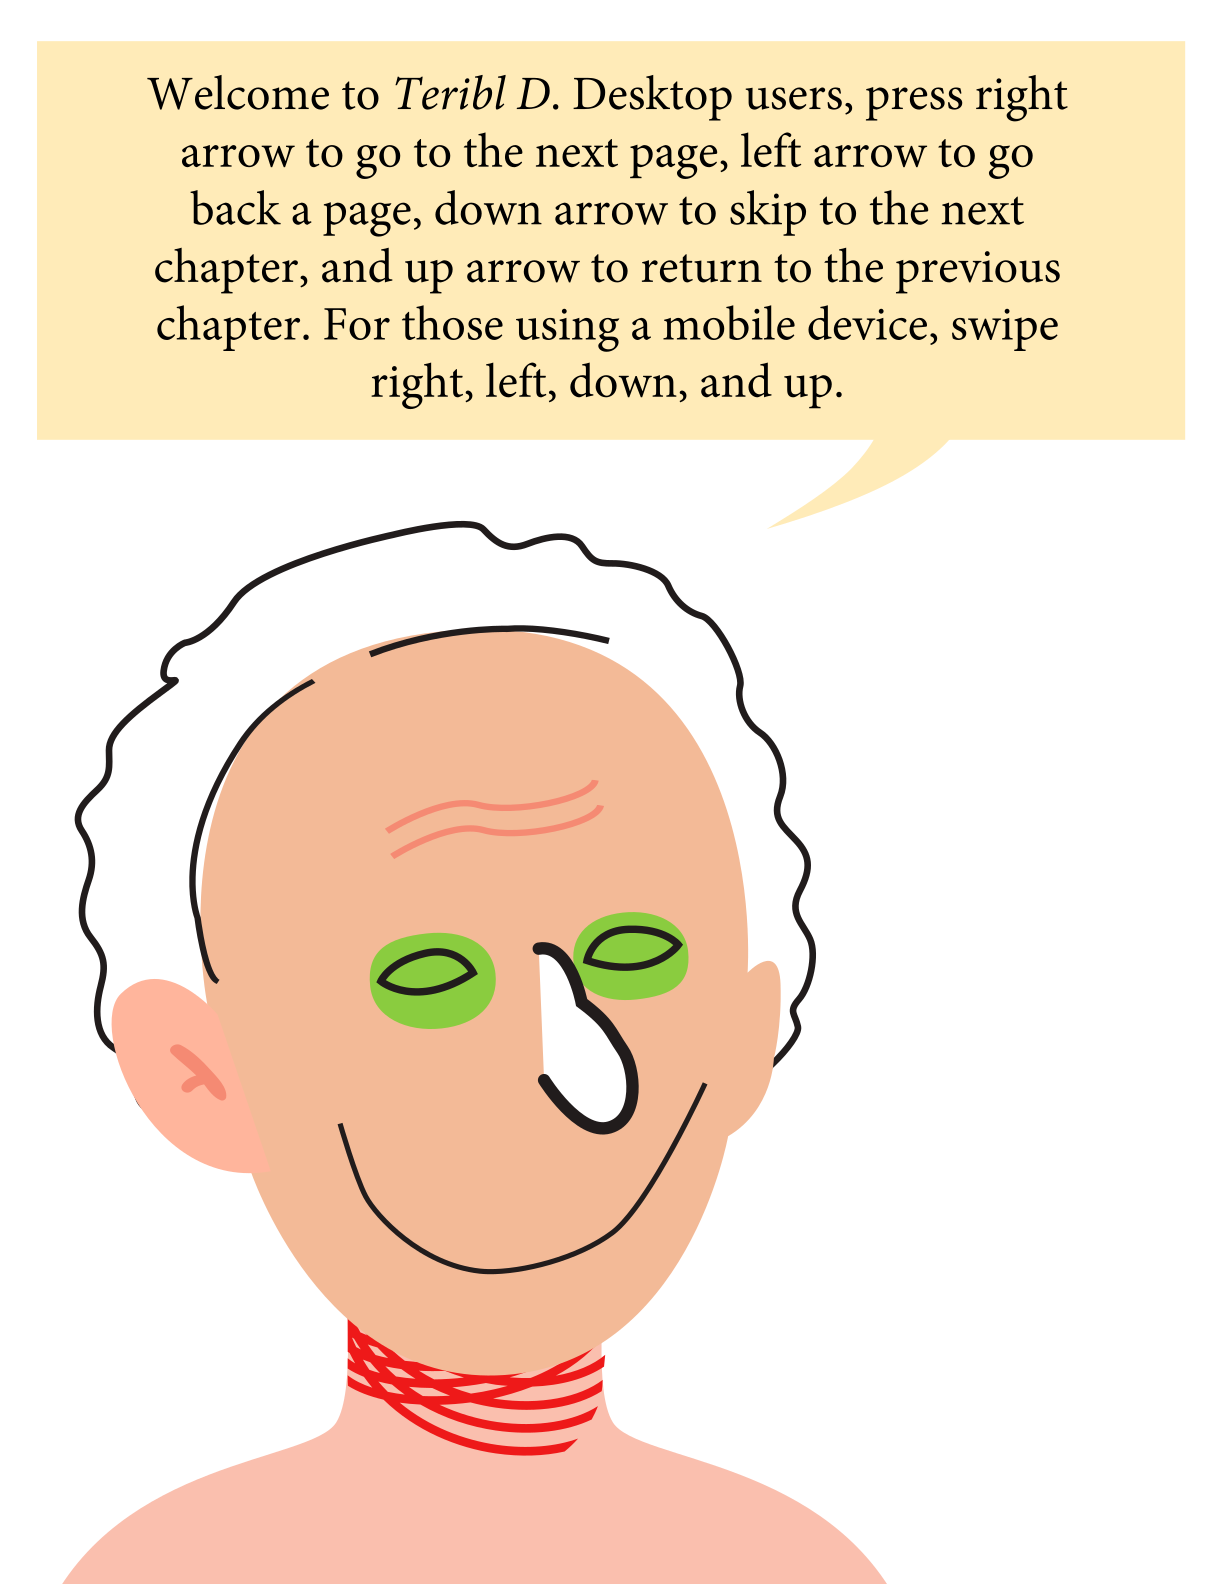 Welcome to Teribl D. Desktop users, press right
arrow to go to the next page, left arrow to go
back a page, down arrow to skip to the next
chapter, and up arrow to return to the previous
chapter. For those using a mobile device, swipe
right, left, down, and up.